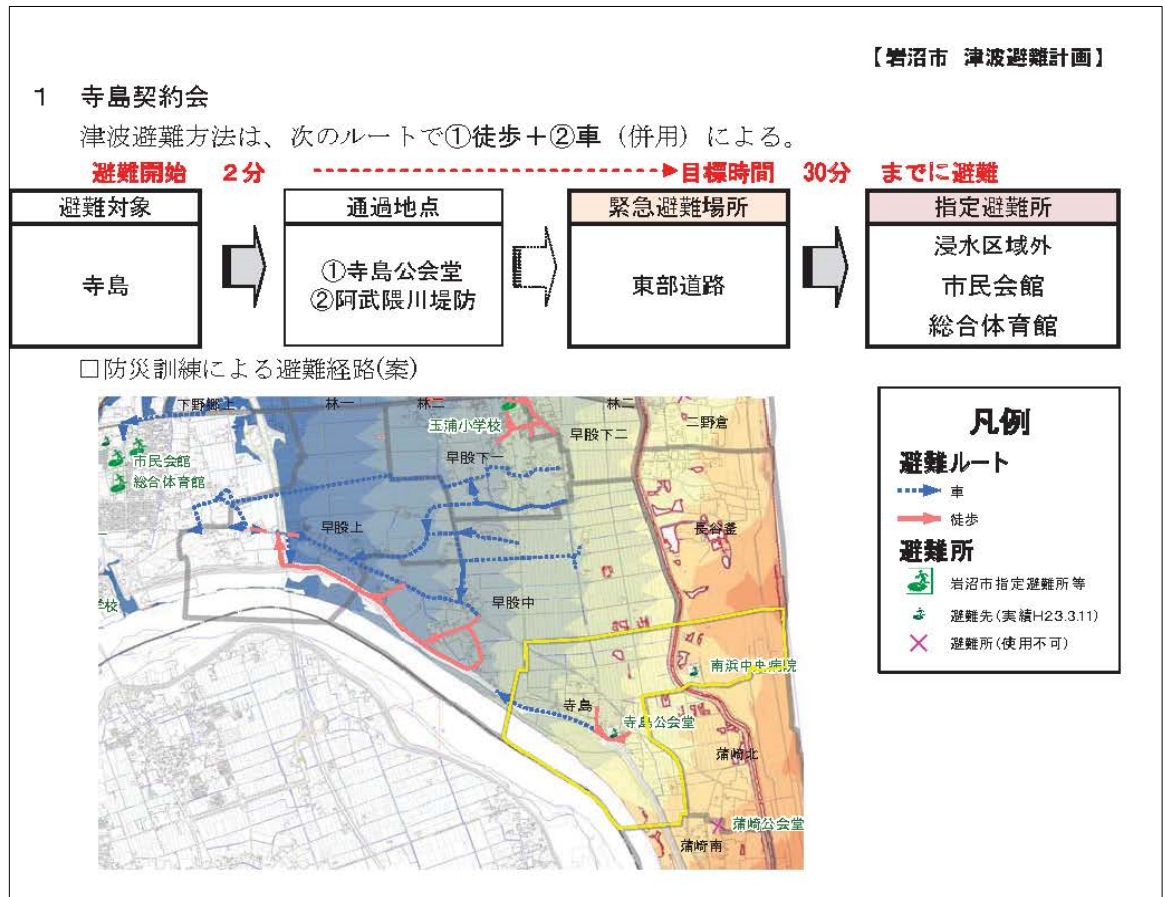 【岩沼市 津波避難計画】
1 寺島契約会
津波避難方法は、次のルートで①徒歩+②車(併用)による。
避難開始 2分 目標時間 30分 までに避難
避難対象
寺島
通過地点
①寺島公会堂
②阿武隈川堤防
緊急避難場所
東部道路
指定避難所
浸水区域外
市民会館
総合体育館
□防災訓練による避難経路(案)
下野郷上
林一
林二
林二
玉浦小学校
早股下二
二野倉
市民会館
総合体育館
早股下一
早股上
長谷釜
学校
早股中
南浜中央病院
寺島
寺島公会堂
蒲崎北
蒲崎公会堂
蒲崎南
凡例
避難ルート
車
徒歩
避難所
岩沼市指定避難所等
避難先(実績H23.3.11)
避難所(使用不可)